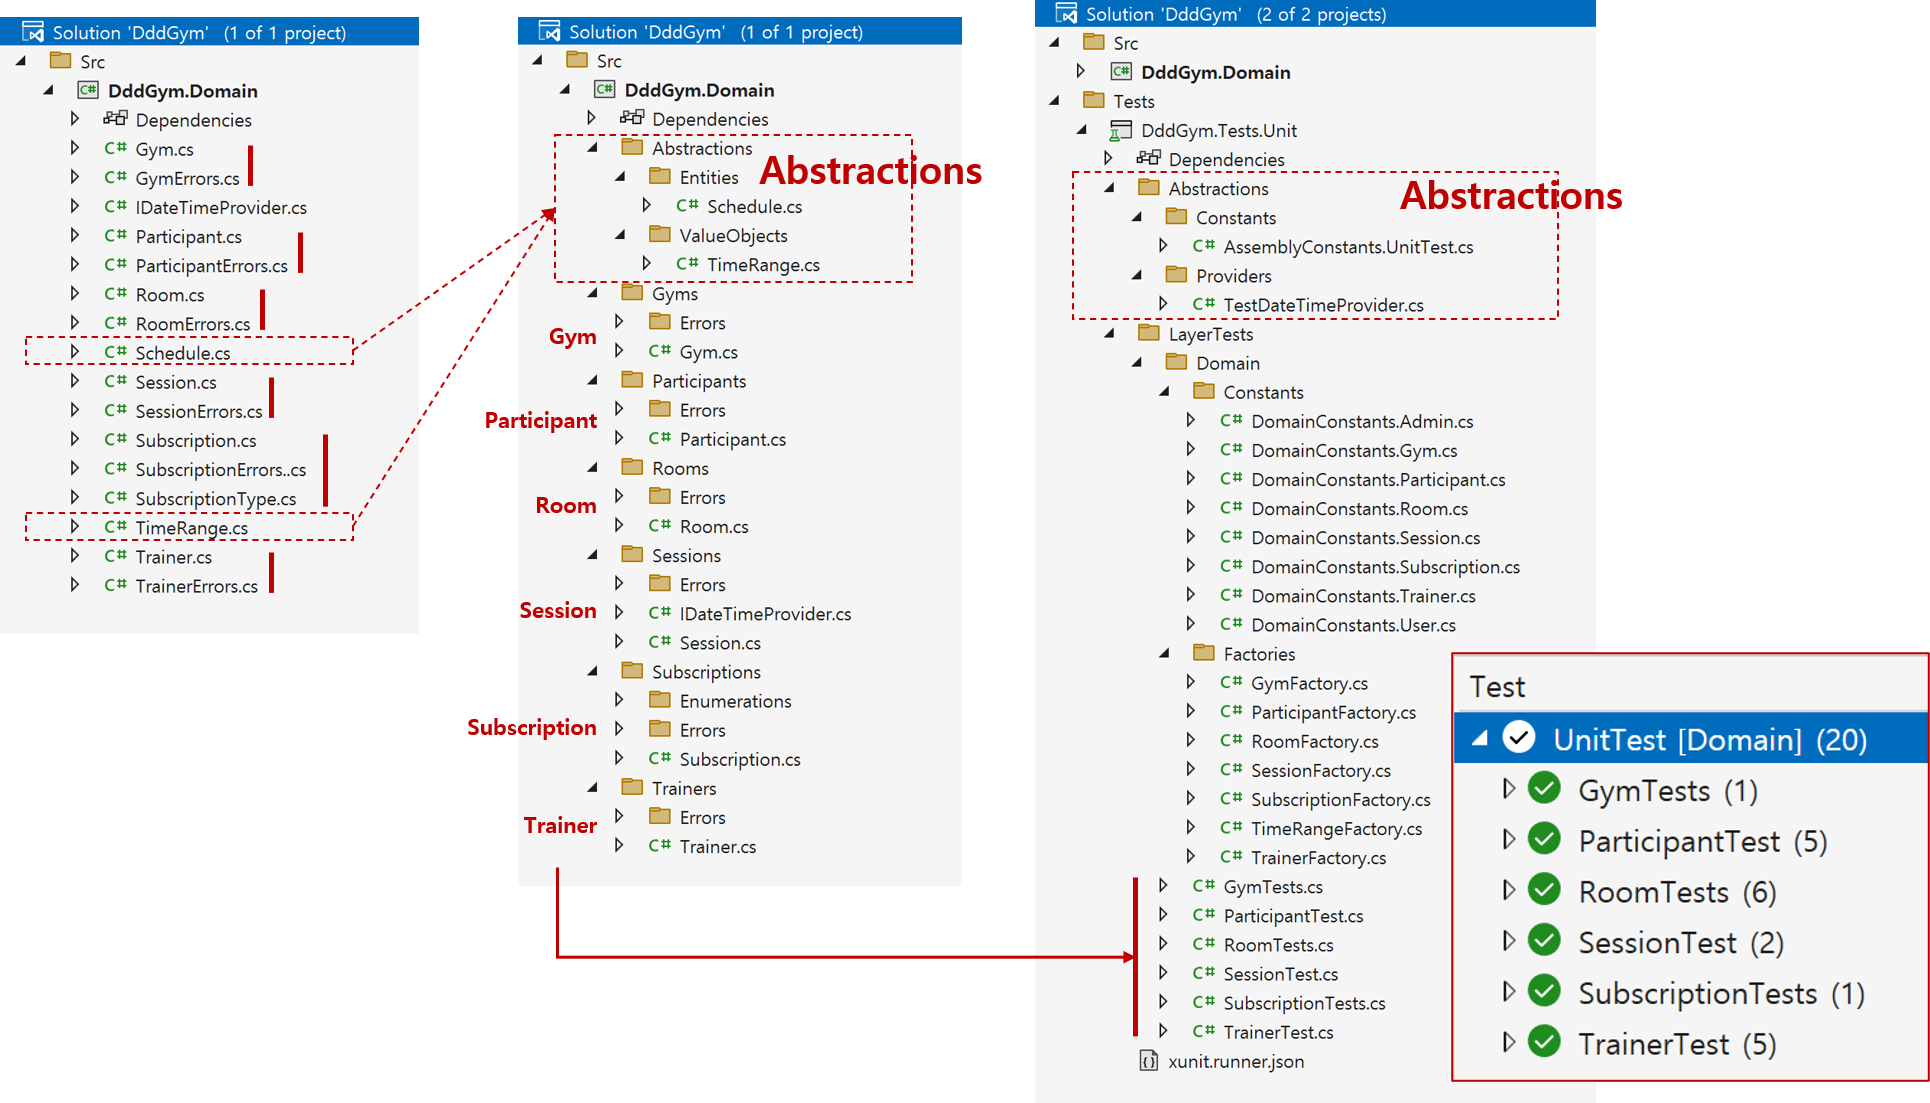 Solution 'DddGym' (1 of 1 project)
Src
DddGym.Domain
Dependencies
Gym.cs
GymErrors.cs
IDateTimeProvider.cs
Participant.cs
ParticipantErrors.cs
Room.cs
RoomErrors.cs
Schedule.cs
Session.cs
SessionErrors.cs
Subscription.cs
SubscriptionErrors..cs
SubscriptionType.cs
TimeRange.cs
Trainer.cs
TrainerErrors.cs
Solution 'DddGym' (1 of 1 project)
Src
DddGym.Domain
Dependencies
Abstractions
Abstractions
Entities
Schedule.cs
ValueObjects
TimeRange.cs
Gyms
Errors
Gym
Gym.cs
Participants
Errors
Participant
Participant.cs
Rooms
Errors
Room
Room.cs
Sessions
Errors
Session
IDateTimeProvider.cs
Session.cs
Subscriptions
Enumerations
Subscription
Errors
Subscription.cs
Trainers
Errors
Trainer
Trainer.cs
Solution 'DddGym' (2 of 2 projects)
Src
DddGym.Domain
Tests
DddGym.Tests.Unit
Dependencies
Abstractions
Abstractions
Constants
AssemblyConstants.UnitTest.cs
Providers
TestDateTimeProvider.cs
LayerTests
Domain
Constants
DomainConstants.Admin.cs
DomainConstants.Gym.cs
DomainConstants.Participant.cs
DomainConstants.Room.cs
DomainConstants.Session.cs
DomainConstants.Subscription.cs
DomainConstants.Trainer.cs
DomainConstants.User.cs
Factories
GymFactory.cs
ParticipantFactory.cs
RoomFactory.cs
SessionFactory.cs
SubscriptionFactory.cs
TimeRangeFactory.cs
TrainerFactory.cs
GymTests.cs
ParticipantTest.cs
RoomTests.cs
SessionTest.cs
SubscriptionTests.cs
TrainerTest.cs
xunit.runner.json
Test
UnitTest [Domain] (20)
GymTests (1)
ParticipantTest (5)
RoomTests (6)
SessionTest (2)
SubscriptionTests (1)
TrainerTest (5)